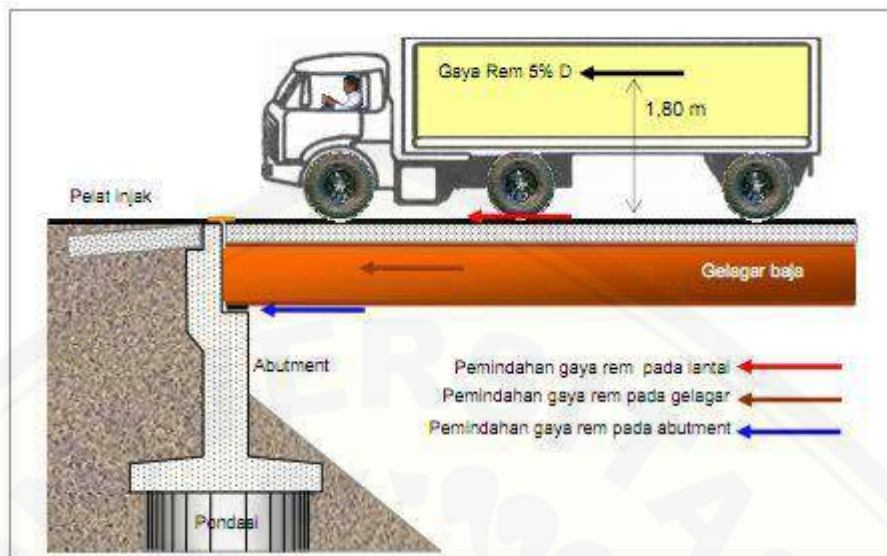 Gaya Rem 5% D
1,80 m
Pelat Injak
Gelagar baja
Abutment
Pemindahan gaya rem pada lantai
Pemindahan gaya rem pada gelagar
Pemindahan gaya rem pada abutment
Pondasi